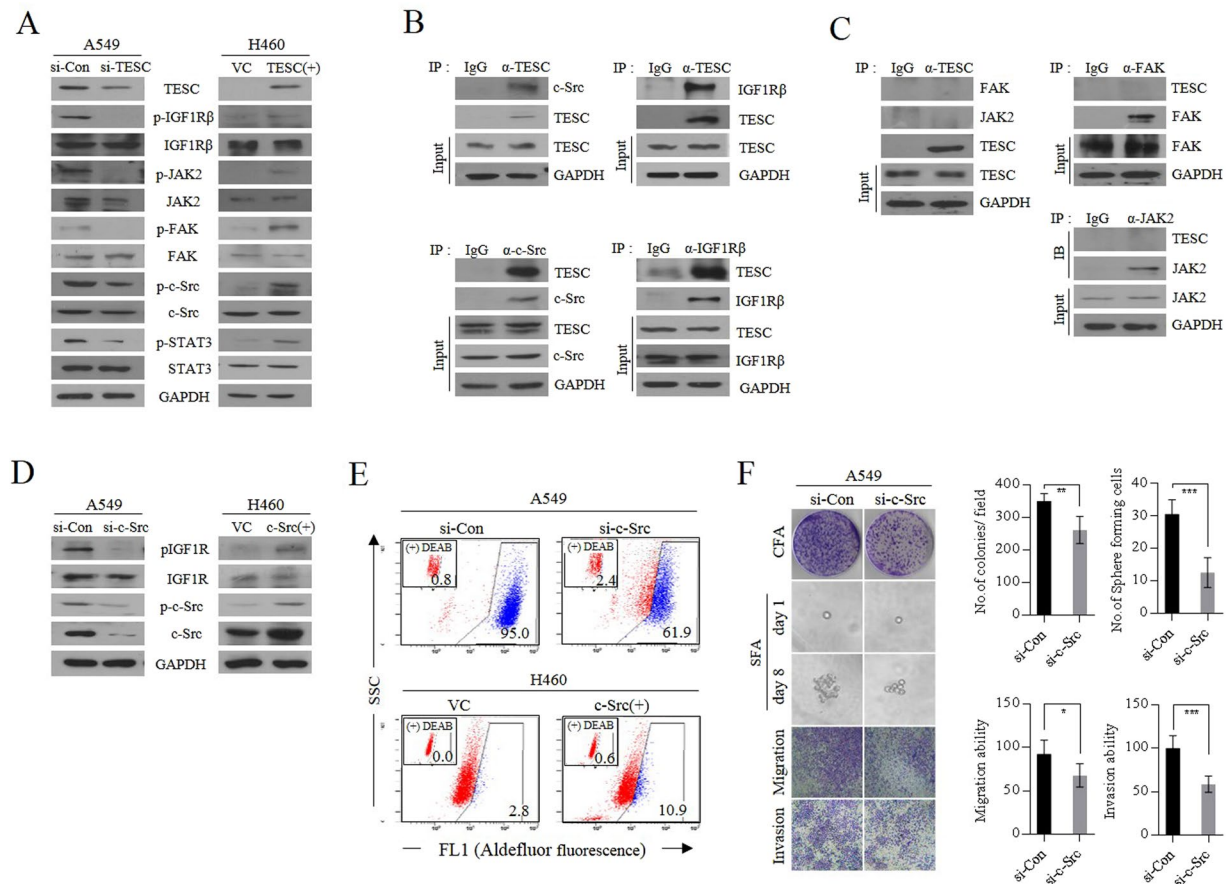 A
A549
H460
si-Con si-TESC
VC TESC(+)
TESC
p-IGF1Rβ
IGF1Rβ
p-JAK2
JAK2
p-FAK
FAK
p-c-Src
c-Src
p-STAT3
STAT3
GAPDH
B
IP : IgG α-TESC
c-Src
TESC
Input
TESC
GAPDH
IP : IgG α-TESC
IGF1Rβ
TESC
Input
TESC
GAPDH
IP : IgG α-c-Src
TESC
c-Src
Input
TESC
c-Src
GAPDH
IP : IgG α-IGF1Rβ
TESC
IGF1Rβ
Input
TESC
IGF1Rβ
GAPDH
C
IP : IgG α-TESC
FAK
JAK2
TESC
Input
TESC
GAPDH
IP : IgG α-FAK
TESC
FAK
Input
FAK
GAPDH
IP : IgG α-JAK2
IB
TESC
JAK2
Input
JAK2
GAPDH
D
A549
H460
si-Con si-c-Src
VC c-Src(+)
pIGF1R
IGF1R
p-c-Src
c-Src
GAPDH
E
A549
si-Con
si-c-Src
(+) DEAB
0.8
95.0
(+) DEAB
2.4
61.9
H460
VC
c-Src(+)
(+) DEAB
0.0
2.8
(+) DEAB
0.6
10.9
SSC
FL1 (Aldefluor fluorescence)
F
A549
si-Con si-c-Src
CFA
SFA
day 1
day 8
Migration
Invasion
No.of colonies/ field
400
300
200
100
0
**
si-Con
si-c-Src
No.of Sphere forming cells
40
30
20
10
0
***
si-Con
si-c-Src
Migration ability
150
100
50
0
*
si-Con
si-c-Src
Invasion ability
150
100
50
0
***
si-Con
si-c-Src